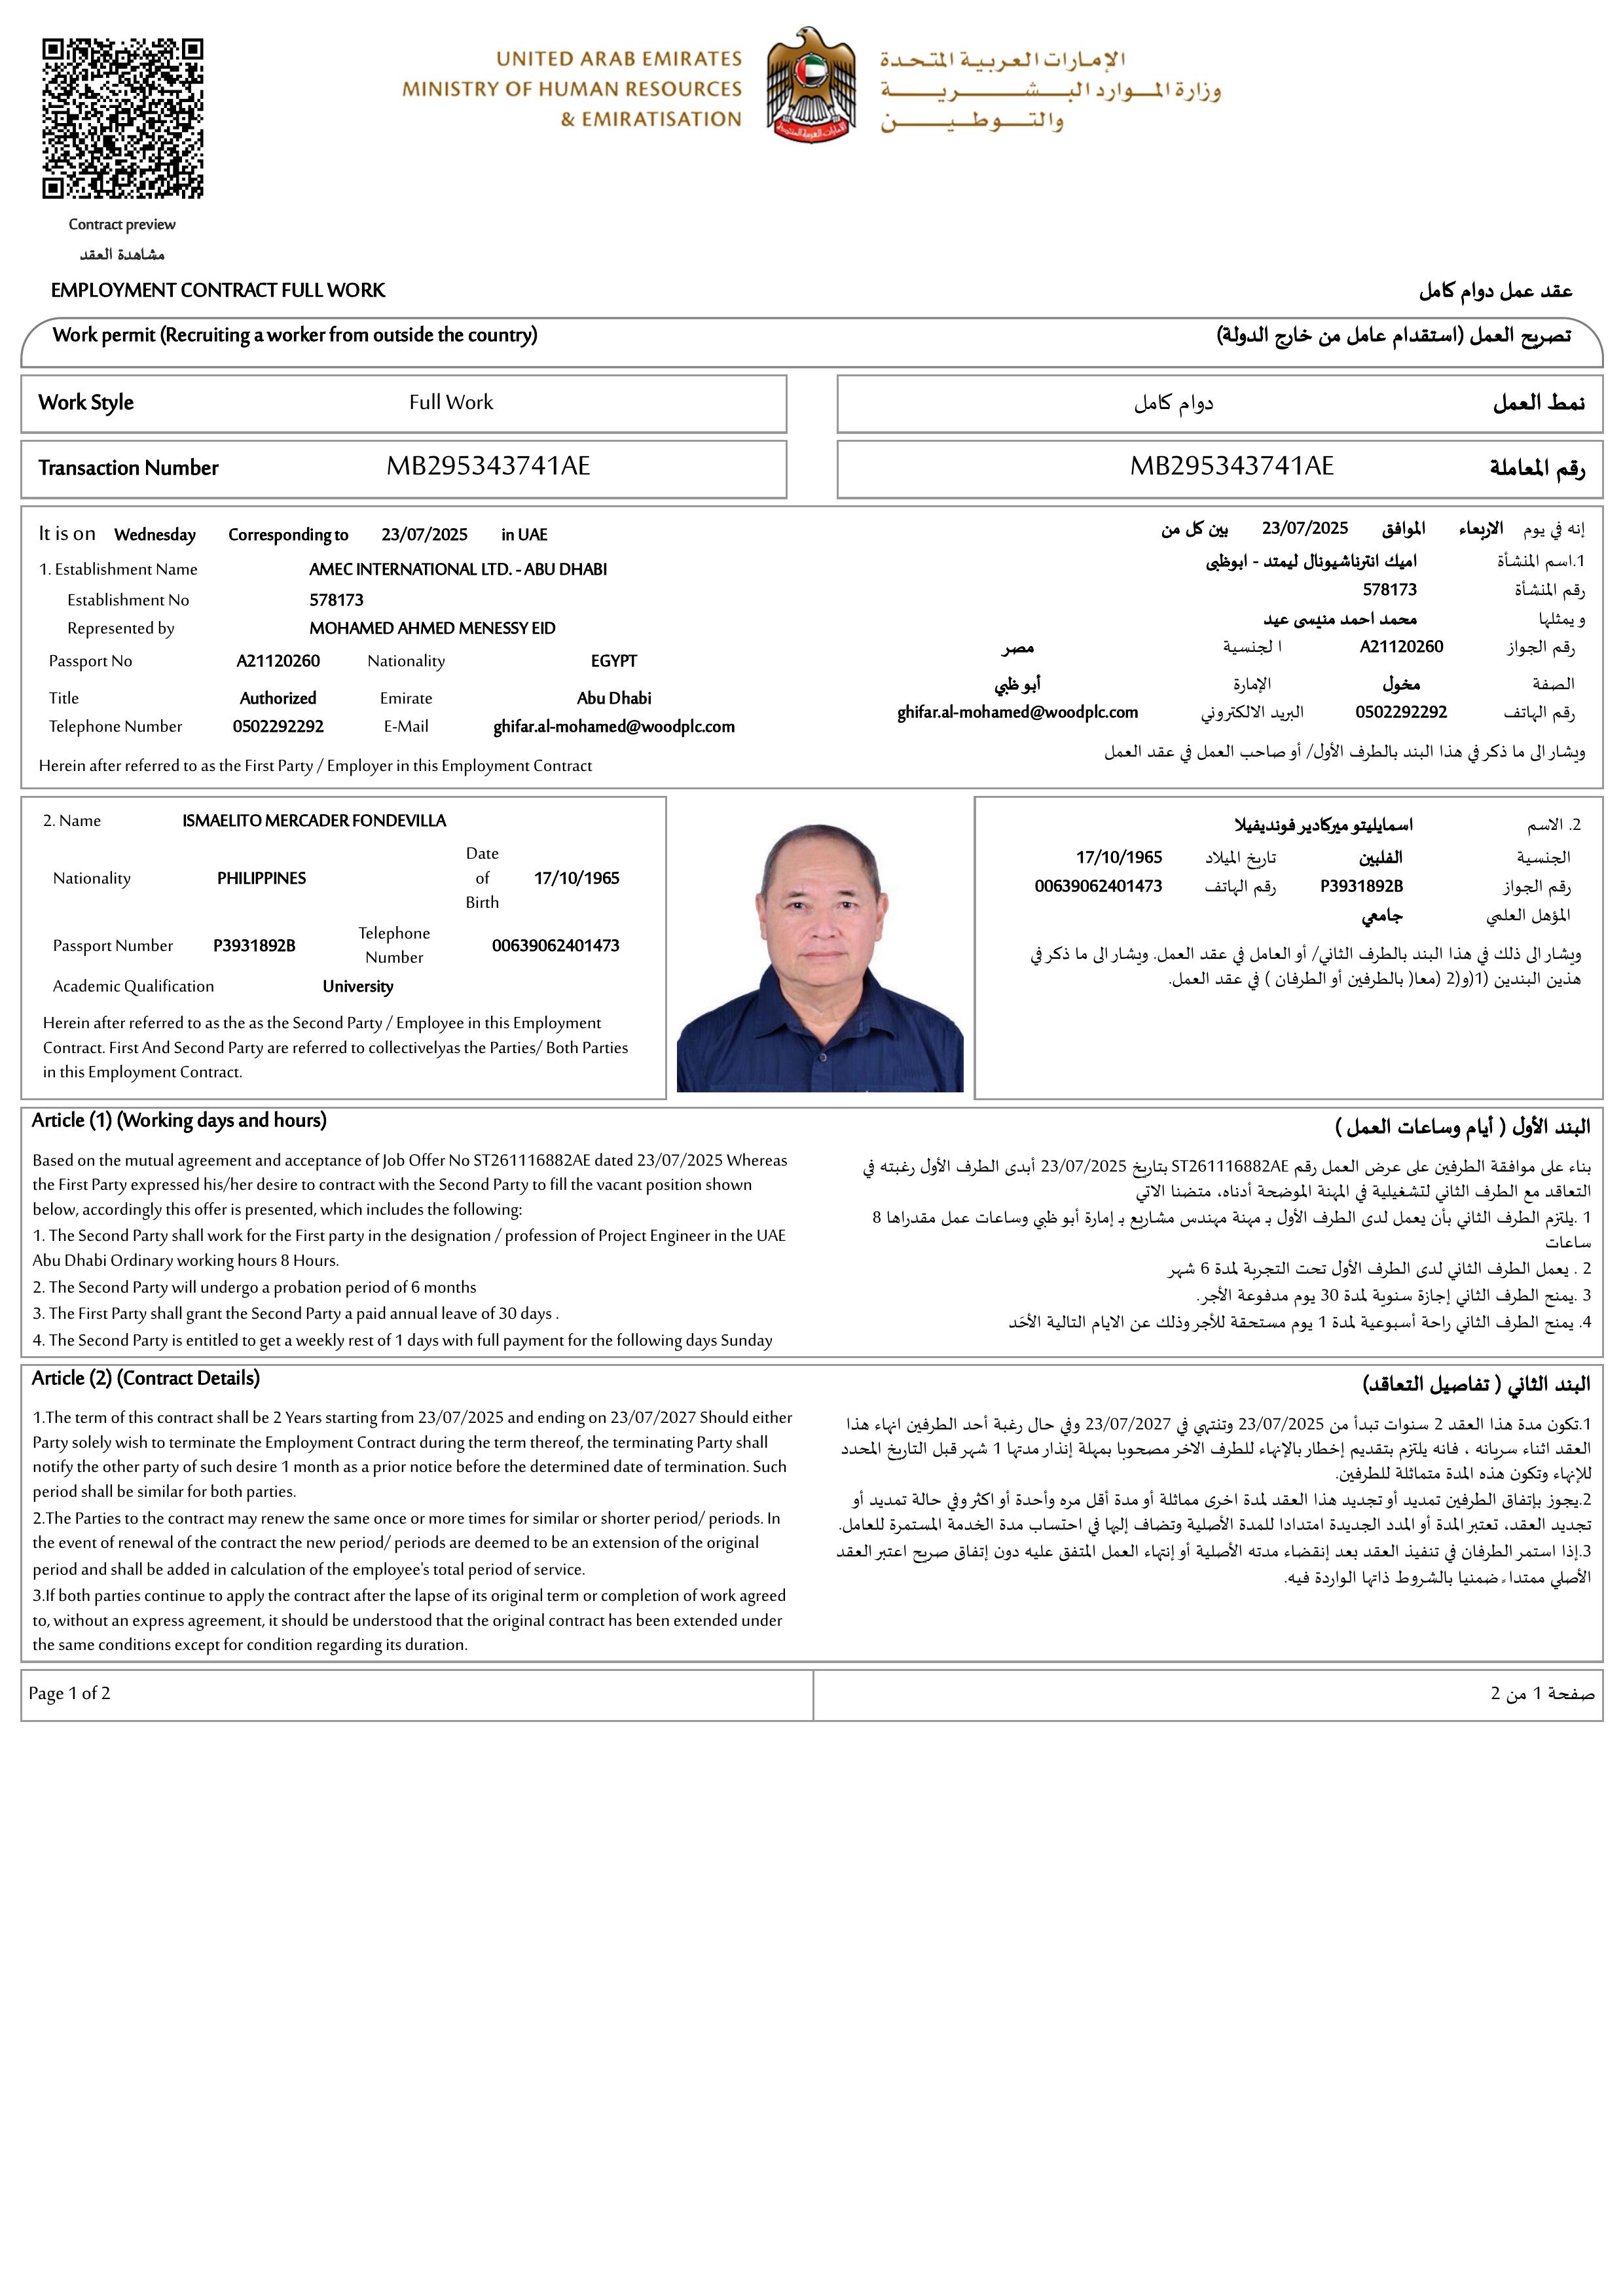 UNITED ARAB EMIRATES
MINISTRY OF HUMAN RESOURCES
& EMIRATISATION
الإمارات العربية المتحدة
وزارة الموارد البشرية
والتوطين
Contract preview
مشاهدة العقد
EMPLOYMENT CONTRACT FULL WORK
عقد عمل دوام كامل
Work permit (Recruiting a worker from outside the country)
تصريح العمل (استقدام عامل من خارج الدولة)
Work Style Full Work
نمط العمل دوام كامل
Transaction Number MB295343741AE
رقم المعاملة MB295343741AE
It is on Wednesday Corresponding to 23/07/2025 in UAE
1. Establishment Name AMEC INTERNATIONAL LTD. - ABU DHABI
Establishment No 578173
Represented by MOHAMED AHMED MENESSY EID
Passport No A21120260 Nationality EGYPT
Title Authorized Emirate Abu Dhabi
Telephone Number 0502292292 E-Mail ghifar.al-mohamed@woodplc.com
Herein after referred to as the First Party / Employer in this Employment Contract
إنه في يوم الاربعاء الموافق 23/07/2025 بين كل من
1.اسم المنشأة اميك انترناشيونال ليمتد - ابوظبى
رقم المنشأة 578173
ويمثلها محمد احمد منيسى عيد
رقم الجواز A21120260 ا لجنسية مصر
الصفة مخول الإمارة أبو ظبي
رقم الهاتف 0502292292 البريد الالكتروني ghifar.al-mohamed@woodplc.com
ويشار الى ما ذكر في هذا البند بالطرف الأول/ أو صاحب العمل في عقد العمل
2. Name ISMAELITO MERCADER FONDEVILLA
Nationality PHILIPPINES Date of Birth 17/10/1965
Passport Number P3931892B Telephone Number 00639062401473
Academic Qualification University
Herein after referred to as the as the Second Party / Employee in this Employment
Contract. First And Second Party are referred to collectivelyas the Parties/ Both Parties
in this Employment Contract.
2. الاسم اسمايليتو ميركادير فونديفيلا
الجنسية الفلبين تاريخ الميلاد 17/10/1965
رقم الجواز P3931892B رقم الهاتف 00639062401473
المؤهل العلمي جامعي
ويشار الى ذلك في هذا البند بالطرف الثاني/ أو العامل في عقد العمل. ويشار الى ما ذكر في
هذين البندين (1(و(2 (معا( بالطرفين أو الطرفان ) في عقد العمل.
Article (1) (Working days and hours)
Based on the mutual agreement and acceptance of Job Offer No ST261116882AE dated 23/07/2025 Whereas
the First Party expressed his/her desire to contract with the Second Party to fill the vacant position shown
below, accordingly this offer is presented, which includes the following:
1. The Second Party shall work for the First party in the designation / profession of Project Engineer in the UAE
Abu Dhabi Ordinary working hours 8 Hours.
2. The Second Party will undergo a probation period of 6 months
3. The First Party shall grant the Second Party a paid annual leave of 30 days .
4. The Second Party is entitled to get a weekly rest of 1 days with full payment for the following days Sunday
البند الأول ( أيام وساعات العمل )
بناء على موافقة الطرفين على عرض العمل رقم ST261116882AE بتاريخ 23/07/2025 أبدى الطرف الأول رغبته في
التعاقد مع الطرف الثاني لتشغيلية في المهنة الموضحة أدناه، متضنا الاتي
1 .يلتزم الطرف الثاني بأن يعمل لدى الطرف الأول بـ مهنة مهندس مشاريع بـ إمارة أبو ظبي وساعات عمل مقدراها 8
ساعات
2 . يعمل الطرف الثاني لدى الطرف الأول تحت التجربة لمدة 6 شهر
3 .يمنح الطرف الثاني إجازة سنوية لمدة 30 يوم مدفوعة الأجر.
4. يمنح الطرف الثاني راحة أسبوعية لمدة 1 يوم مستحقة للأجر وذلك عن الايام التالية الأحَد
Article (2) (Contract Details)
1.The term of this contract shall be 2 Years starting from 23/07/2025 and ending on 23/07/2027 Should either
Party solely wish to terminate the Employment Contract during the term thereof, the terminating Party shall
notify the other party of such desire 1 month as a prior notice before the determined date of termination. Such
period shall be similar for both parties.
2.The Parties to the contract may renew the same once or more times for similar or shorter period/ periods. In
the event of renewal of the contract the new period/ periods are deemed to be an extension of the original
period and shall be added in calculation of the employee's total period of service.
3.If both parties continue to apply the contract after the lapse of its original term or completion of work agreed
to, without an express agreement, it should be understood that the original contract has been extended under
the same conditions except for condition regarding its duration.
البند الثاني ( تفاصيل التعاقد)
1.تكون مدة هذا العقد 2 سنوات تبدأ من 23/07/2025 وتنتهي في 23/07/2027 وفي حال رغبة أحد الطرفين انهاء هذا
العقد اثناء سريانه ، فانه يلتزم بتقديم إخطار بالإنهاء للطرف الاخر مصحوبا بمهلة إنذار مدتها 1 شهر قبل التاريخ المحدد
للإنهاء وتكون هذه المدة متماثلة للطرفين.
2.يجوز بإتفاق الطرفين تمديد أو تجديد هذا العقد لمدة اخرى مماثلة أو مدة أقل مره وأحدة أو اكثر وفي حالة تمديد أو
تجديد العقد، تعتبر المدة أو المدد الجديدة امتدادا للمدة الأصلية وتضاف إليها في احتساب مدة الخدمة المستمرة للعامل.
3.إذا استمر الطرفان في تنفيذ العقد بعد إنقضاء مدته الأصلية أو إنتهاء العمل المتفق عليه دون إتفاق صريح اعتبر العقد
الأصلي ممتداء ضمنيا بالشروط ذاتها الواردة فيه.
Page 1 of 2
صفحة 1 من 2